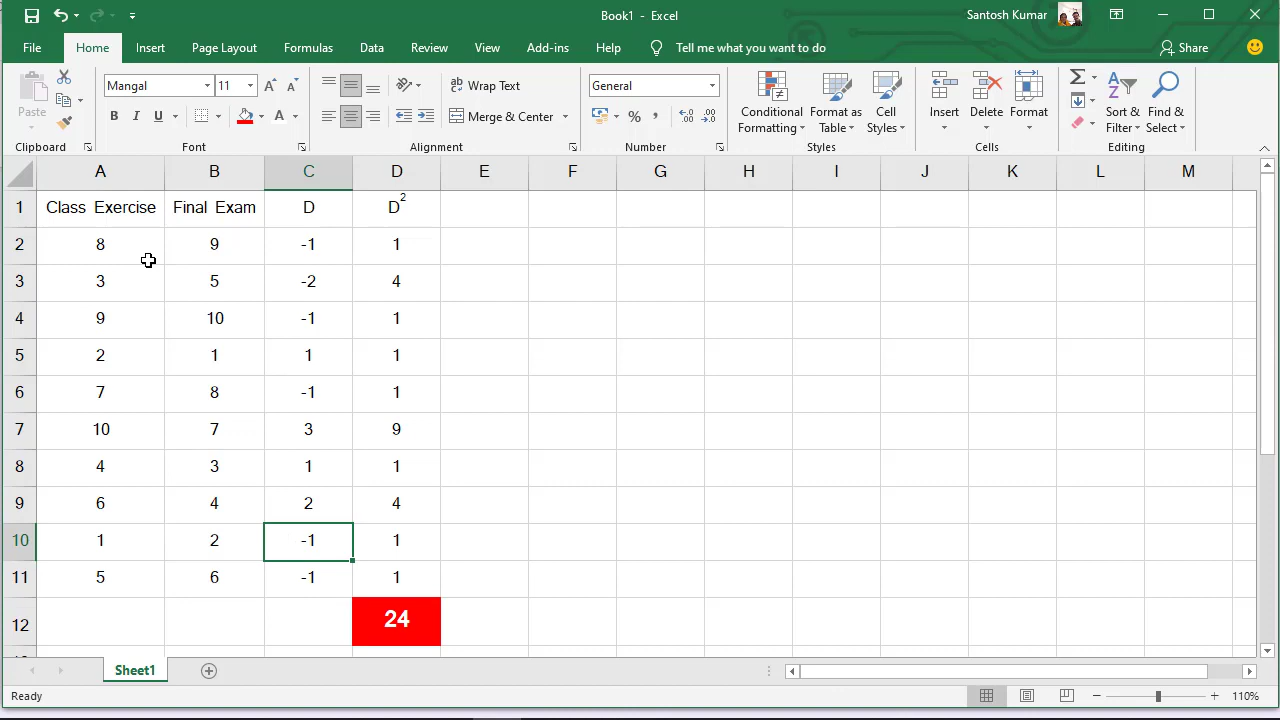 Book1 - Excel
Santosh Kumar
File Home Insert Page Layout Formulas Data Review View Add-ins Help Tell me what you want to do Share
Paste
Clipboard
Mangal 11 A A
B I U A
Font
Wrap Text
Merge & Center
Alignment
General
% ,
Number
Conditional Formatting
Format as Table
Cell Styles
Styles
Insert
Delete
Format
Cells
Sort & Filter
Find & Select
Editing
A B C D E F G H I J K L M
1 Class Exercise Final Exam D D²
2 8 9 -1 1
3 3 5 -2 4
4 9 10 -1 1
5 2 1 1 1
6 7 8 -1 1
7 10 7 3 9
8 4 3 1 1
9 6 4 2 4
10 1 2 -1 1
11 5 6 -1 1
12 24
Sheet1
Ready
110%